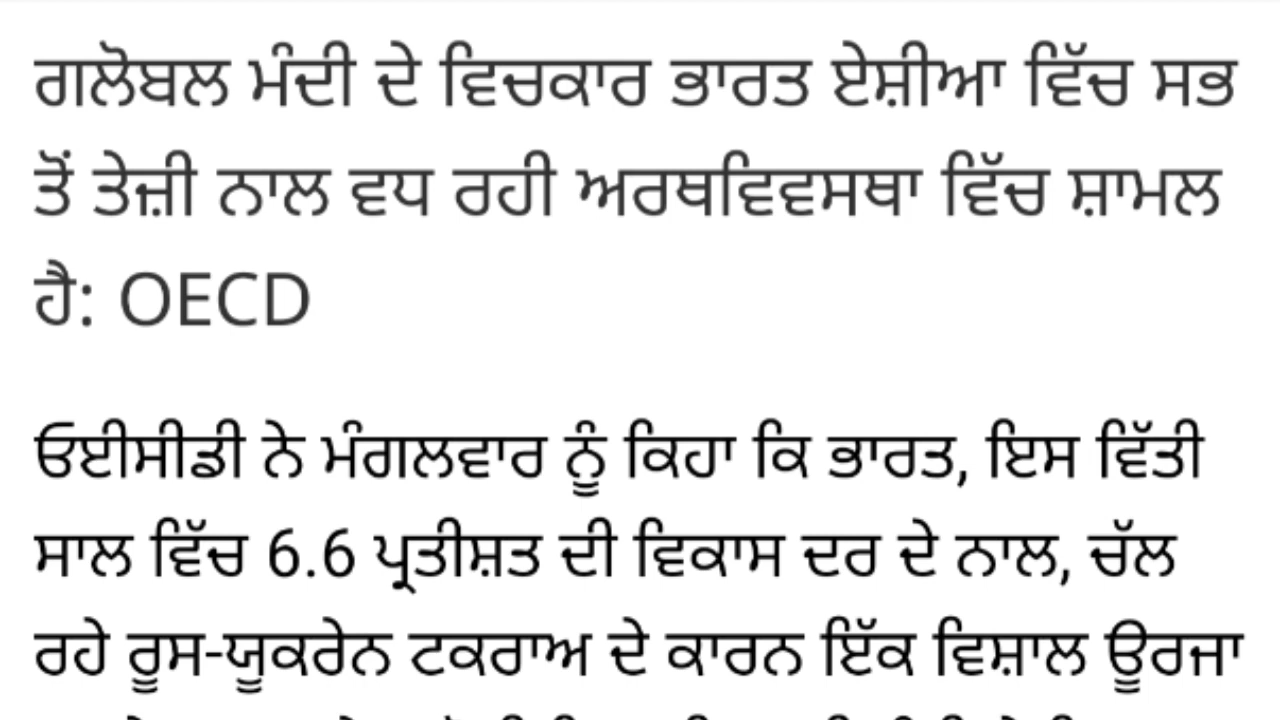 ਗਲੋਬਲ ਮੰਦੀ ਦੇ ਵਿਚਕਾਰ ਭਾਰਤ ਏਸ਼ੀਆ ਵਿੱਚ ਸਭ
ਤੋਂ ਤੇਜ਼ੀ ਨਾਲ ਵਧ ਰਹੀ ਅਰਥਵਿਵਸਥਾ ਵਿੱਚ ਸ਼ਾਮਲ
ਹੈ: OECD
ਓਈਸੀਡੀ ਨੇ ਮੰਗਲਵਾਰ ਨੂੰ ਕਿਹਾ ਕਿ ਭਾਰਤ, ਇਸ ਵਿੱਤੀ
ਸਾਲ ਵਿੱਚ 6.6 ਪ੍ਰਤੀਸ਼ਤ ਦੀ ਵਿਕਾਸ ਦਰ ਦੇ ਨਾਲ, ਚੱਲ
ਰਹੇ ਰੂਸ-ਯੂਕਰੇਨ ਟਕਰਾਅ ਦੇ ਕਾਰਨ ਇੱਕ ਵਿਸ਼ਾਲ ਊਰਜਾ